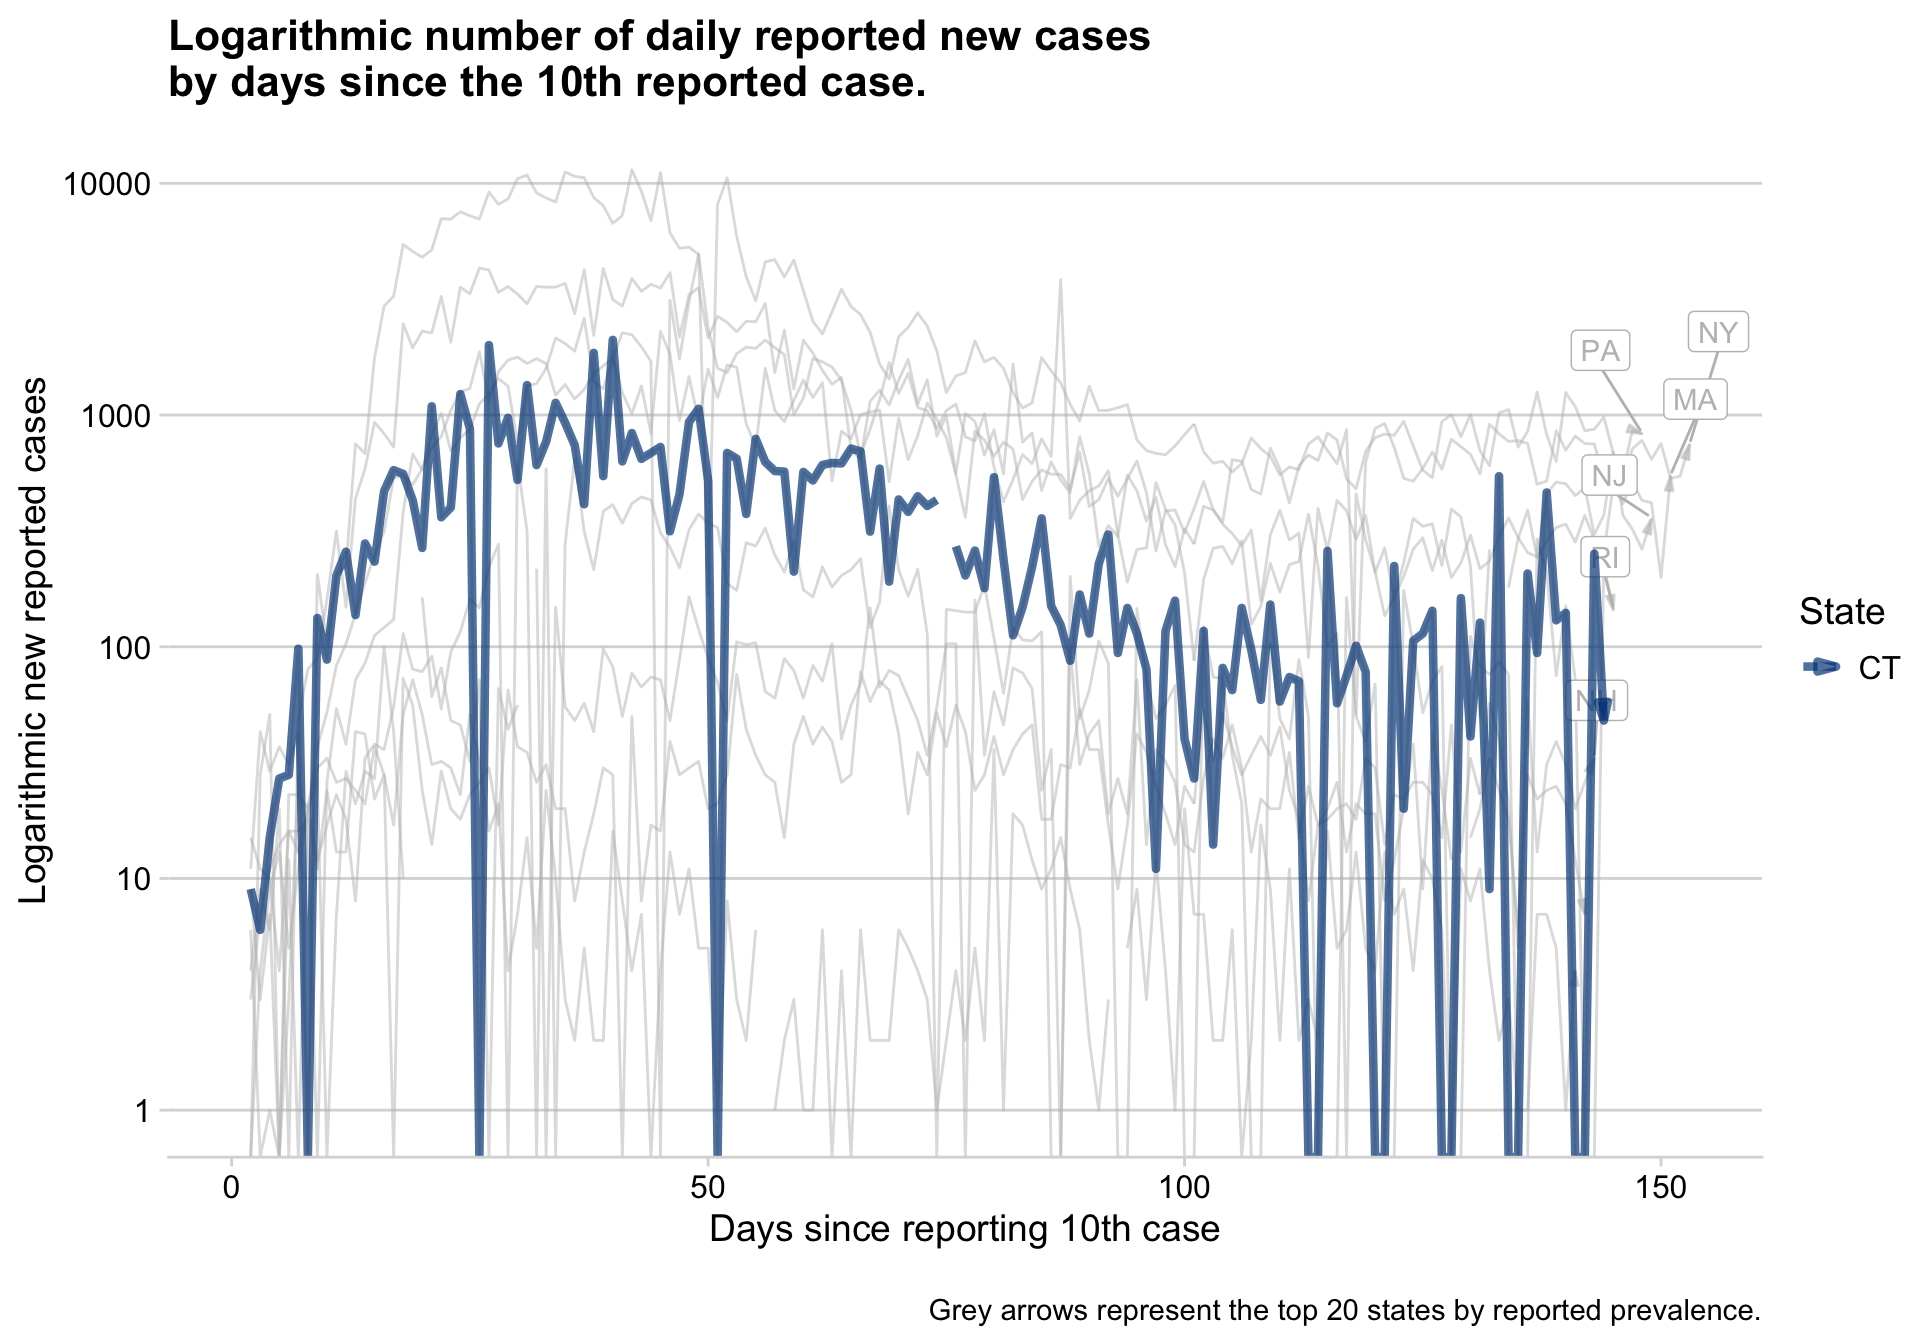 Logarithmic number of daily reported new cases
by days since the 10th reported case.
Logarithmic new reported cases
10000
1000
100
10
1
PA
NY
MA
NJ
RI
NH
State
CT
0
50
100
150
Days since reporting 10th case
Grey arrows represent the top 20 states by reported prevalence.